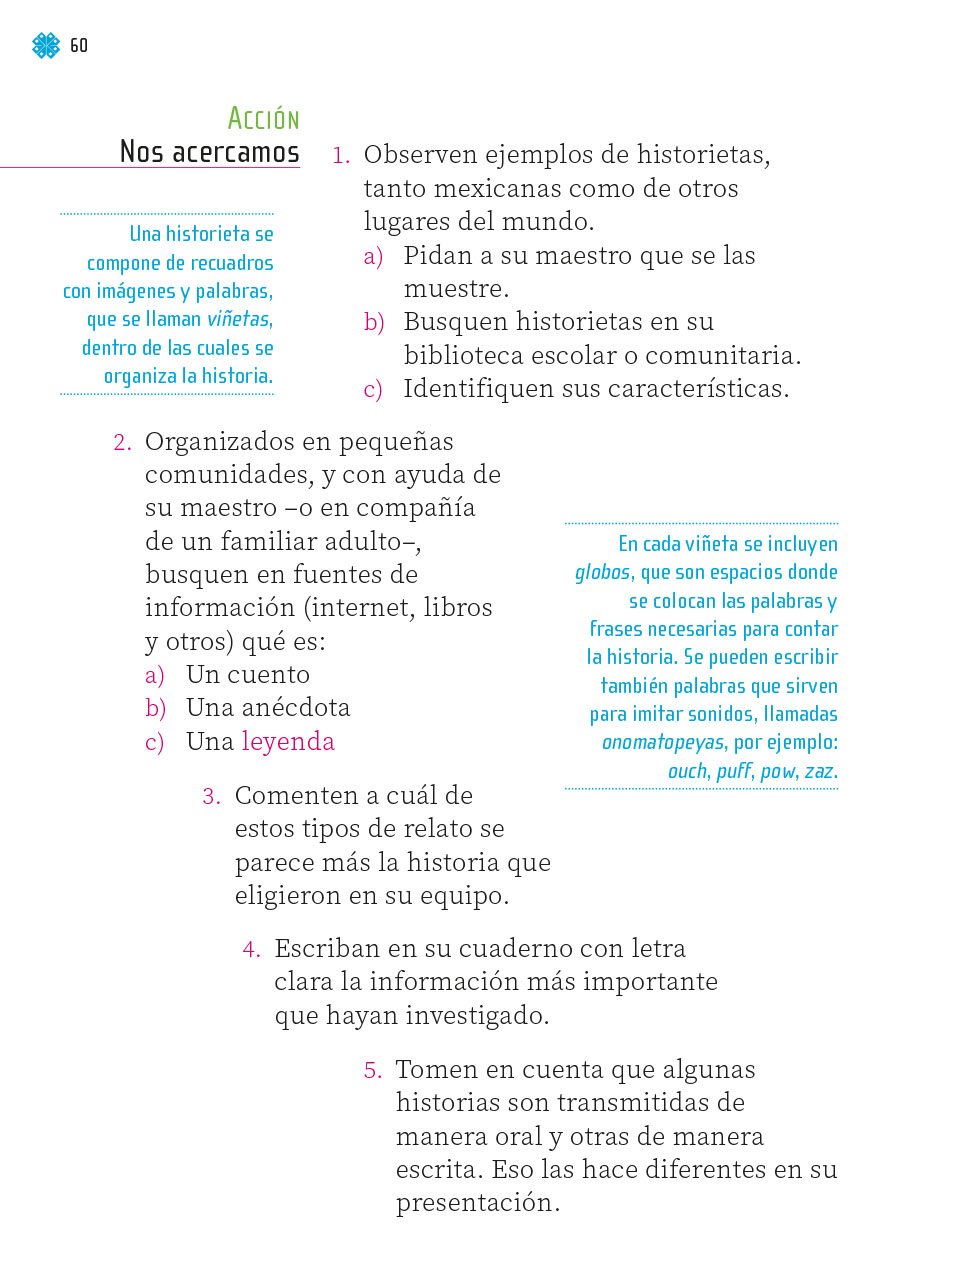 60
Acción
Nos acercamos
1. Observen ejemplos de historietas,
tanto mexicanas como de otros
lugares del mundo.
a) Pidan a su maestro que se las
muestre.
b) Busquen historietas en su
biblioteca escolar o comunitaria.
c) Identifiquen sus características.
Una historieta se
compone de recuadros
con imágenes y palabras,
que se llaman viñetas,
dentro de las cuales se
organiza la historia.
2. Organizados en pequeñas
comunidades, y con ayuda de
su maestro –o en compañía
de un familiar adulto–,
busquen en fuentes de
información (internet, libros
y otros) qué es:
a) Un cuento
b) Una anécdota
c) Una leyenda
En cada viñeta se incluyen
globos, que son espacios donde
se colocan las palabras y
frases necesarias para contar
la historia. Se pueden escribir
también palabras que sirven
para imitar sonidos, llamadas
onomatopeyas, por ejemplo:
ouch, puff, pow, zaz.
3. Comenten a cuál de
estos tipos de relato se
parece más la historia que
eligieron en su equipo.
4. Escriban en su cuaderno con letra
clara la información más importante
que hayan investigado.
5. Tomen en cuenta que algunas
historias son transmitidas de
manera oral y otras de manera
escrita. Eso las hace diferentes en su
presentación.